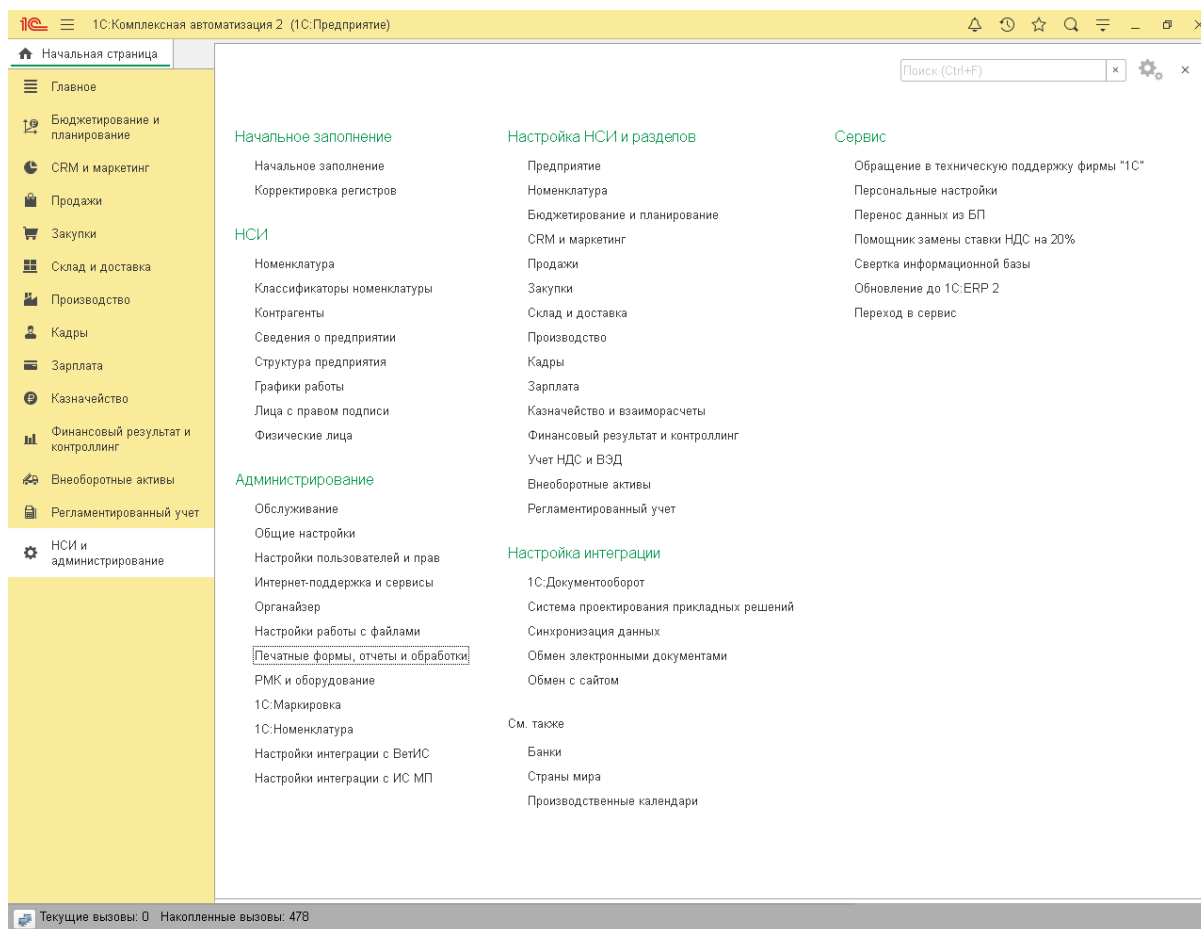 1С:Комплексная автоматизация 2 (1С:Предприятие)
Начальная страница
Поиск (Ctrl+F)
Главное
Бюджетирование и
планирование
CRM и маркетинг
Продажи
Закупки
Склад и доставка
Производство
Кадры
Зарплата
Казначейство
Финансовый результат и
контроллинг
Внеоборотные активы
Регламентированный учет
НСИ и
администрирование
Начальное заполнение
Начальное заполнение
Корректировка регистров
НСИ
Номенклатура
Классификаторы номенклатуры
Контрагенты
Сведения о предприятии
Структура предприятия
Графики работы
Лица с правом подписи
Физические лица
Администрирование
Обслуживание
Общие настройки
Настройки пользователей и прав
Интернет-поддержка и сервисы
Органайзер
Настройки работы с файлами
Печатные формы, отчеты и обработки
РМК и оборудование
1С:Маркировка
1С:Номенклатура
Настройки интеграции с ВетИС
Настройки интеграции с ИС МП
Настройка НСИ и разделов
Предприятие
Номенклатура
Бюджетирование и планирование
CRM и маркетинг
Продажи
Закупки
Склад и доставка
Производство
Кадры
Зарплата
Казначейство и взаиморасчеты
Финансовый результат и контроллинг
Учет НДС и ВЭД
Внеоборотные активы
Регламентированный учет
Настройка интеграции
1С:Документооборот
Система проектирования прикладных решений
Синхронизация данных
Обмен электронными документами
Обмен с сайтом
См. также
Банки
Страны мира
Производственные календари
Сервис
Обращение в техническую поддержку фирмы "1С"
Персональные настройки
Перенос данных из БП
Помощник замены ставки НДС на 20%
Свертка информационной базы
Обновление до 1С:ERP 2
Переход в сервис
Текущие вызовы: 0 Накопленные вызовы: 478